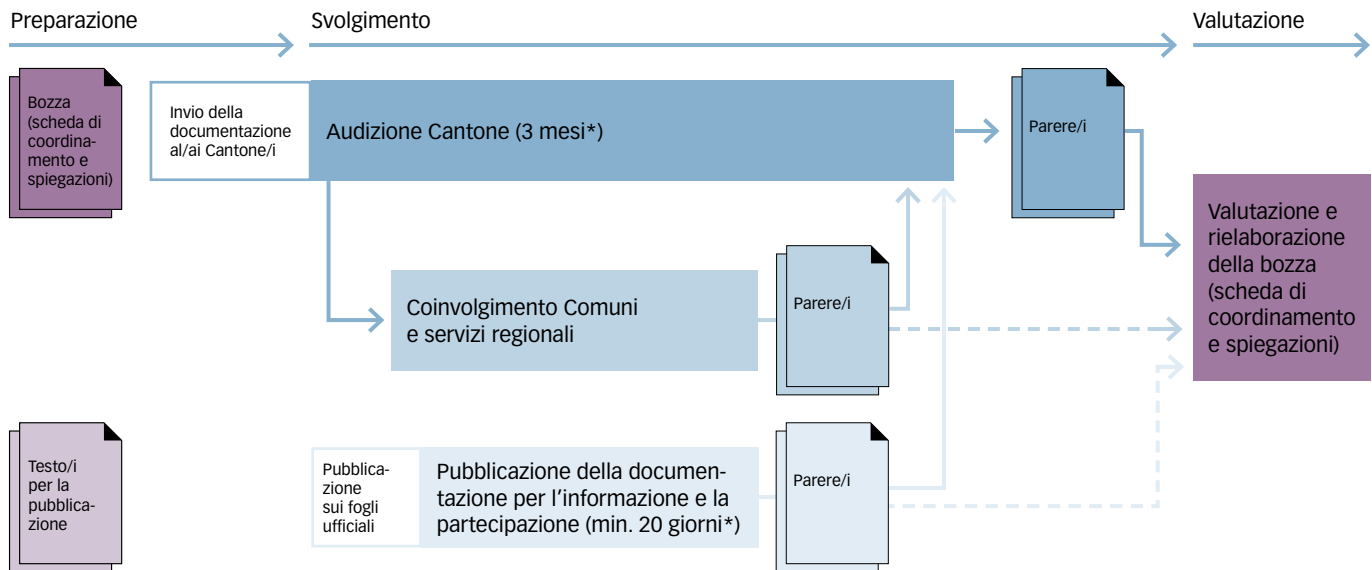 Preparazione
Svolgimento
Valutazione
Bozza
(scheda di
coordina-
mento e
spiegazioni)
Invio della
documentazione
al/ai Cantone/i
Audizione Cantone (3 mesi*)
Parere/i
Coinvolgimento Comuni
e servizi regionali
Parere/i
Valutazione e
rielaborazione
della bozza
(scheda di
coordinamento
e spiegazioni)
Testo/i
per la
pubblica-
zione
Pubblica-
zione
sui fogli
ufficiali
Pubblicazione della documen-
tazione per l'informazione e la
partecipazione (min. 20 giorni*)
Parere/i